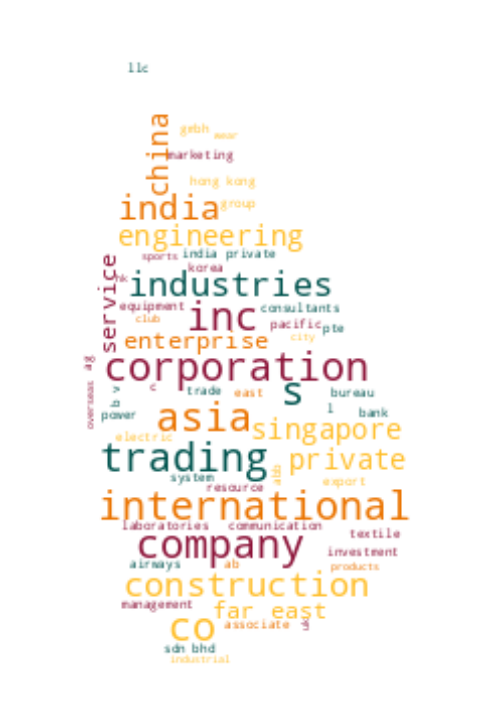 llc
china
gmbh
wear
marketing
hong kong
india
group
engineering
sports
india private
service
korea
hk
industries
equipment
inc
consultants
club
pacific
pte
enterprise
city
ag
corporation
overseas
b v
c
trade
east
s
bureau
l
bank
power
asia
singapore
electric
trading
private
system
abb
export
resource
international
laboratories
communication
textile
company
investment
airways
ab
products
construction
management
far east
co
associate
uk
sdn bhd
industrial